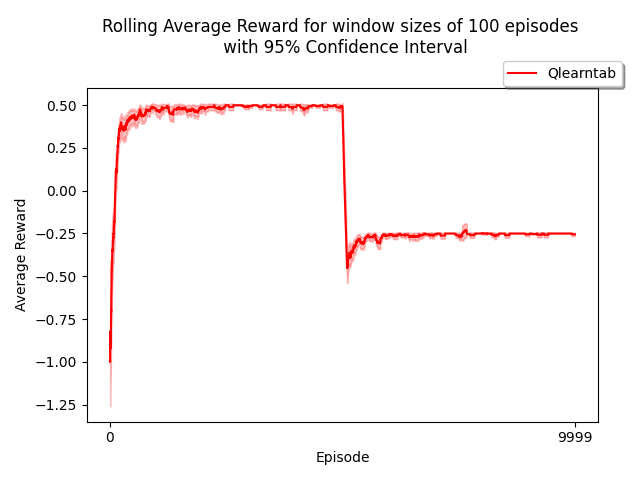 Rolling Average Reward for window sizes of 100 episodes
with 95% Confidence Interval
Qlearntab
0.50
0.25
0.00
−0.25
−0.50
−0.75
−1.00
−1.25
Average Reward
0
9999
Episode